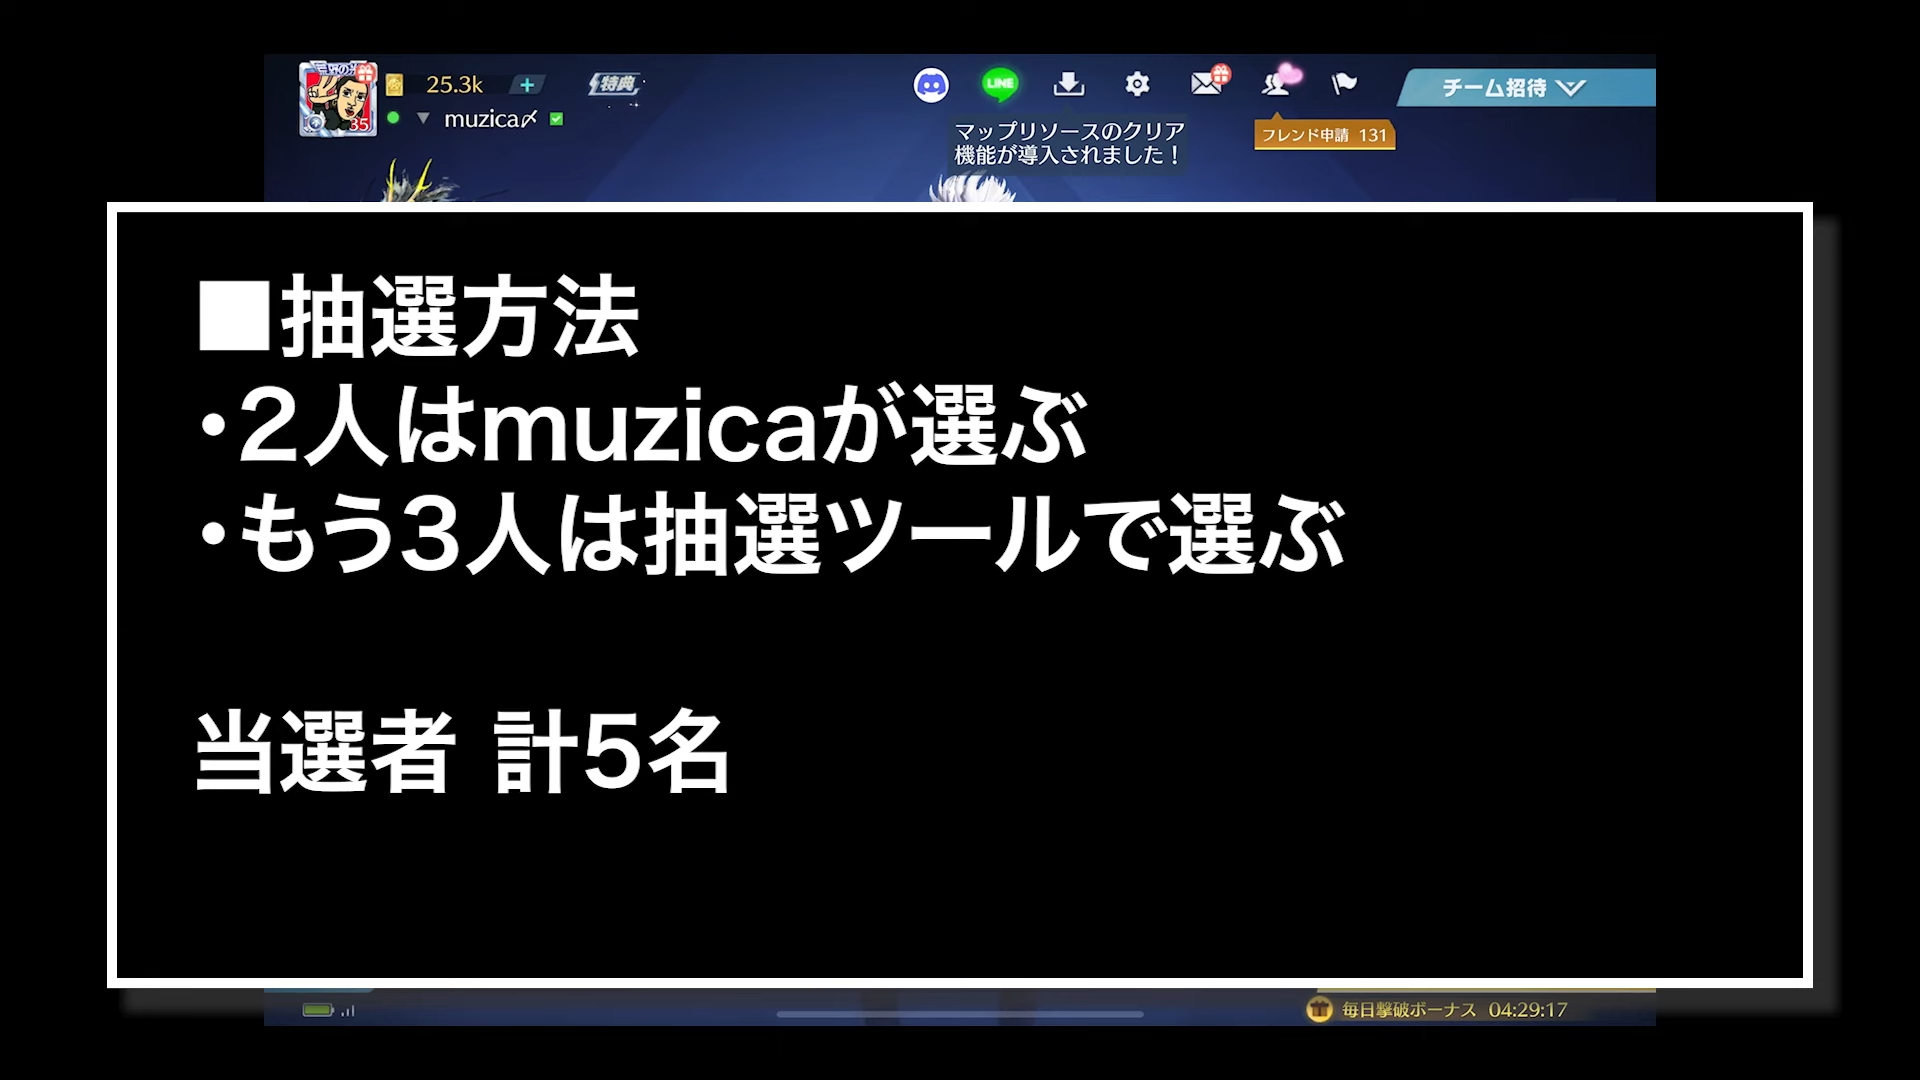 25.3k
特典
LINE
チーム招待
35
muzica〆
マップリソースのクリア
機能が導入されました！
フレンド申請 131
■抽選方法
・2人はmuzicaが選ぶ
・もう3人は抽選ツールで選ぶ
当選者 計5名
毎日撃破ボーナス 04:29:17